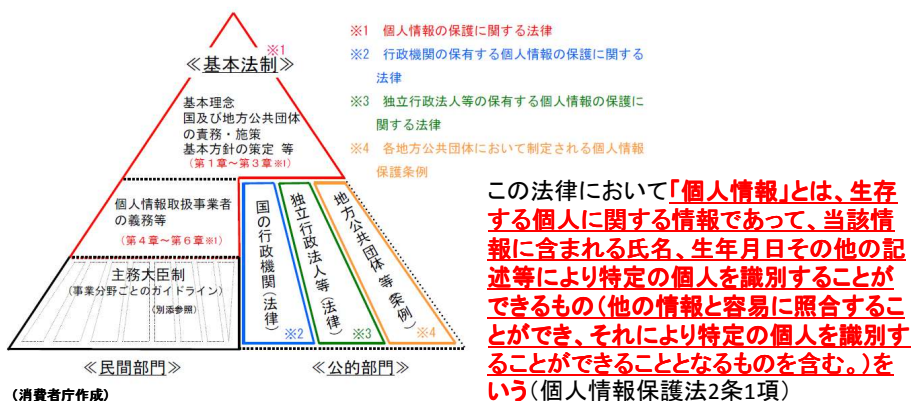 ※1
≪基本法制≫
基本理念
国及び地方公共団体
の責務・施策
基本方針の策定 等
(第1章~第3章※1)
個人情報取扱事業者
の義務等
(第4章~第6章※1)
主務大臣制
(事業分野ごとのガイドライン)
(別添参照)
国の行政機関(法律)
※2
独立行政法人等(法律)
※3
地方公共団体 等 条例)
※4
≪民間部門≫
≪公的部門≫
(消費者庁作成)
※1 個人情報の保護に関する法律
※2 行政機関の保有する個人情報の保護に関する
法律
※3 独立行政法人等の保有する個人情報の保護に
関する法律
※4 各地方公共団体において制定される個人情報
保護条例
この法律において「個人情報」とは、生存
する個人に関する情報であって、当該情
報に含まれる氏名、生年月日その他の記
述等により特定の個人を識別することが
できるもの(他の情報と容易に照合するこ
とができ、それにより特定の個人を識別す
ることができることとなるものを含む。)を
いう(個人情報保護法2条1項)